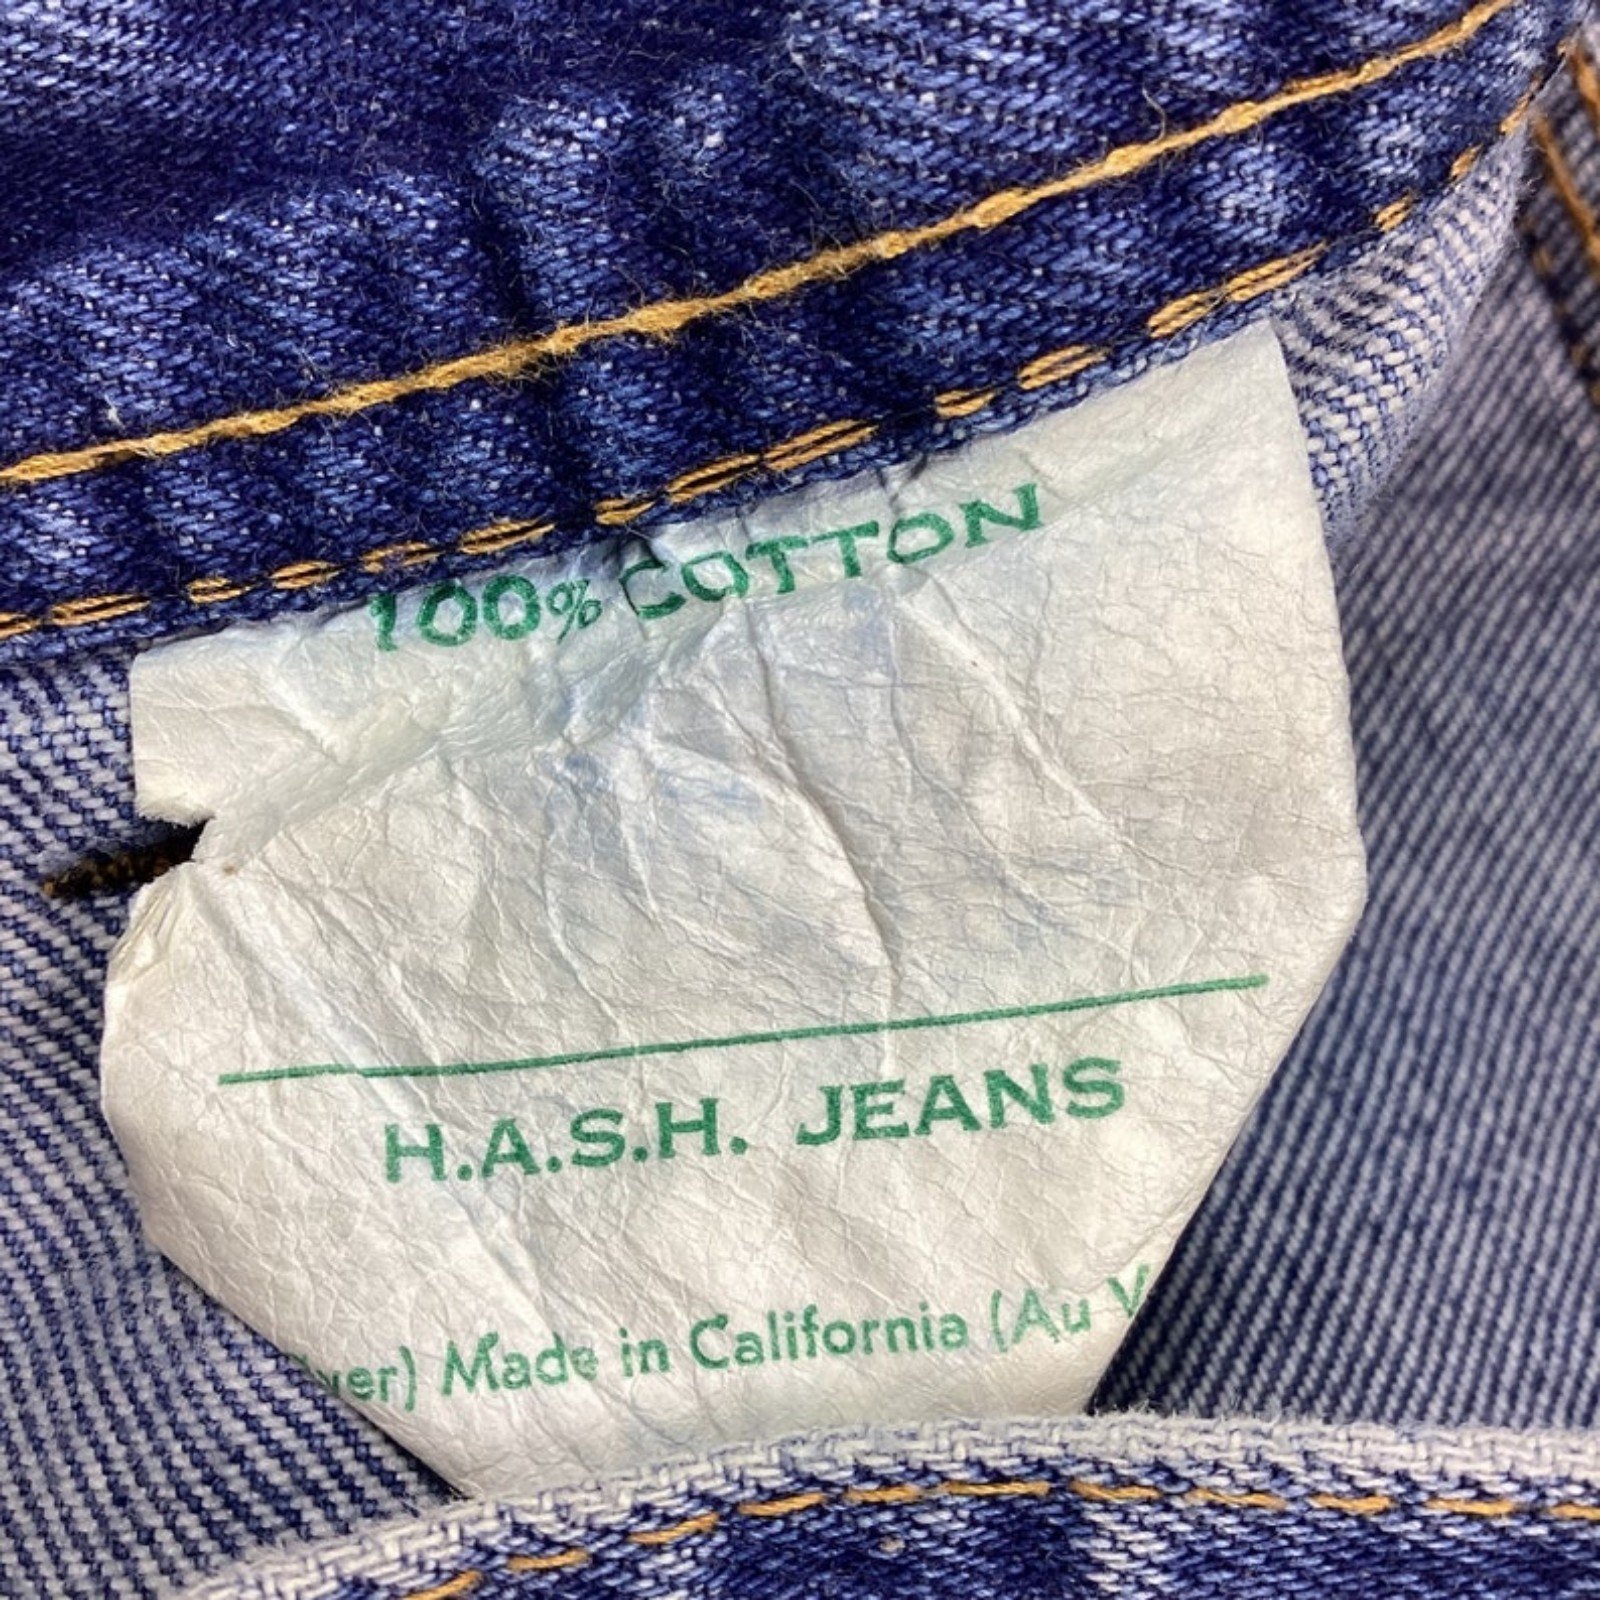 100% COTTON
H.A.S.H. JEANS
Made in California (Au